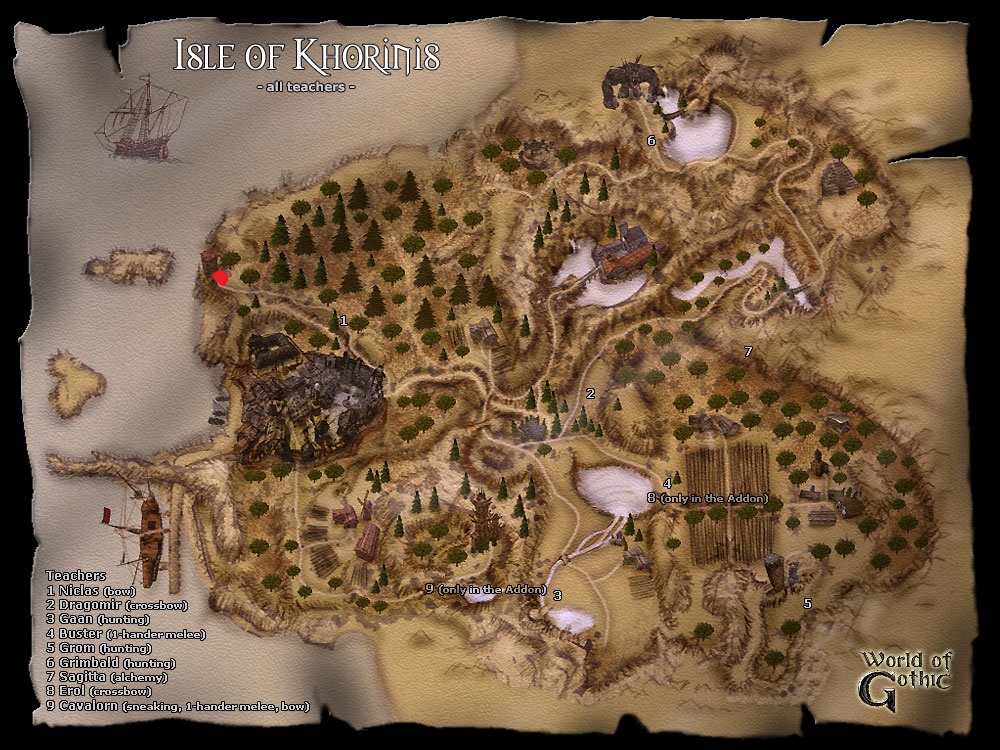 Isle of Khorinis
- all teachers -
6
1
7
2
4
8 (only in the Addon)
9 (only in the Addon)
3
5
Teachers
1 Niclas (bow)
2 Dragomir (crossbow)
3 Gaan (hunting)
4 Buster (1-hander melee)
5 Grom (hunting)
6 Grimbald (hunting)
7 Sagitta (alchemy)
8 Erol (crossbow)
9 Cavalorn (sneaking, 1-hander melee, bow)
World of
Gothic